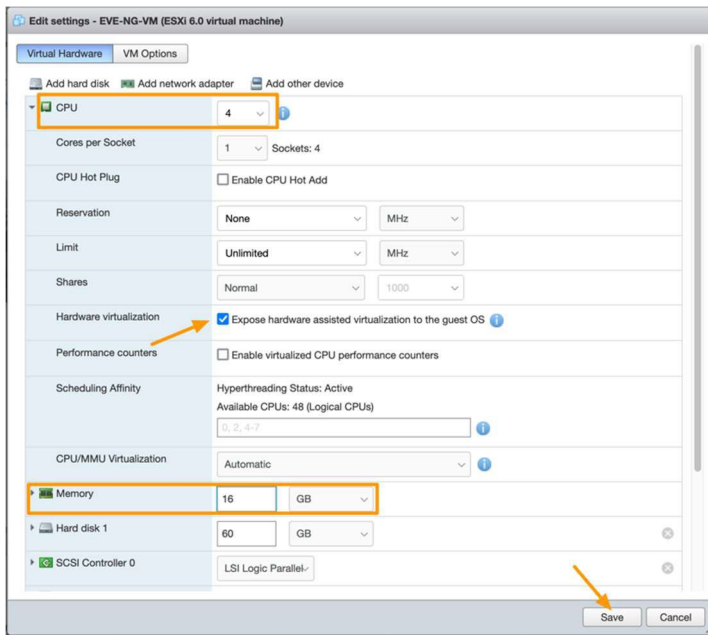 Edit settings - EVE-NG-VM (ESXi 6.0 virtual machine)
Virtual Hardware VM Options
Add hard disk Add network adapter Add other device
CPU 4
Cores per Socket 1 Sockets: 4
CPU Hot Plug Enable CPU Hot Add
Reservation None MHz
Limit Unlimited MHz
Shares Normal 1000
Hardware virtualization Expose hardware assisted virtualization to the guest OS
Performance counters Enable virtualized CPU performance counters
Scheduling Affinity Hyperthreading Status: Active
Available CPUs: 48 (Logical CPUs)
0, 2, 4-7
CPU/MMU Virtualization Automatic
Memory 16 GB
Hard disk 1 60 GB
SCSI Controller 0 LSI Logic Parallel
Save Cancel